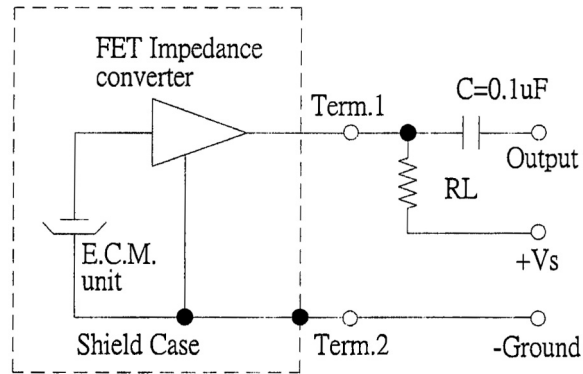 FET Impedance
converter
Term.1
C=0.1uF
Output
RL
+Vs
E.C.M.
unit
Shield Case
Term.2
-Ground